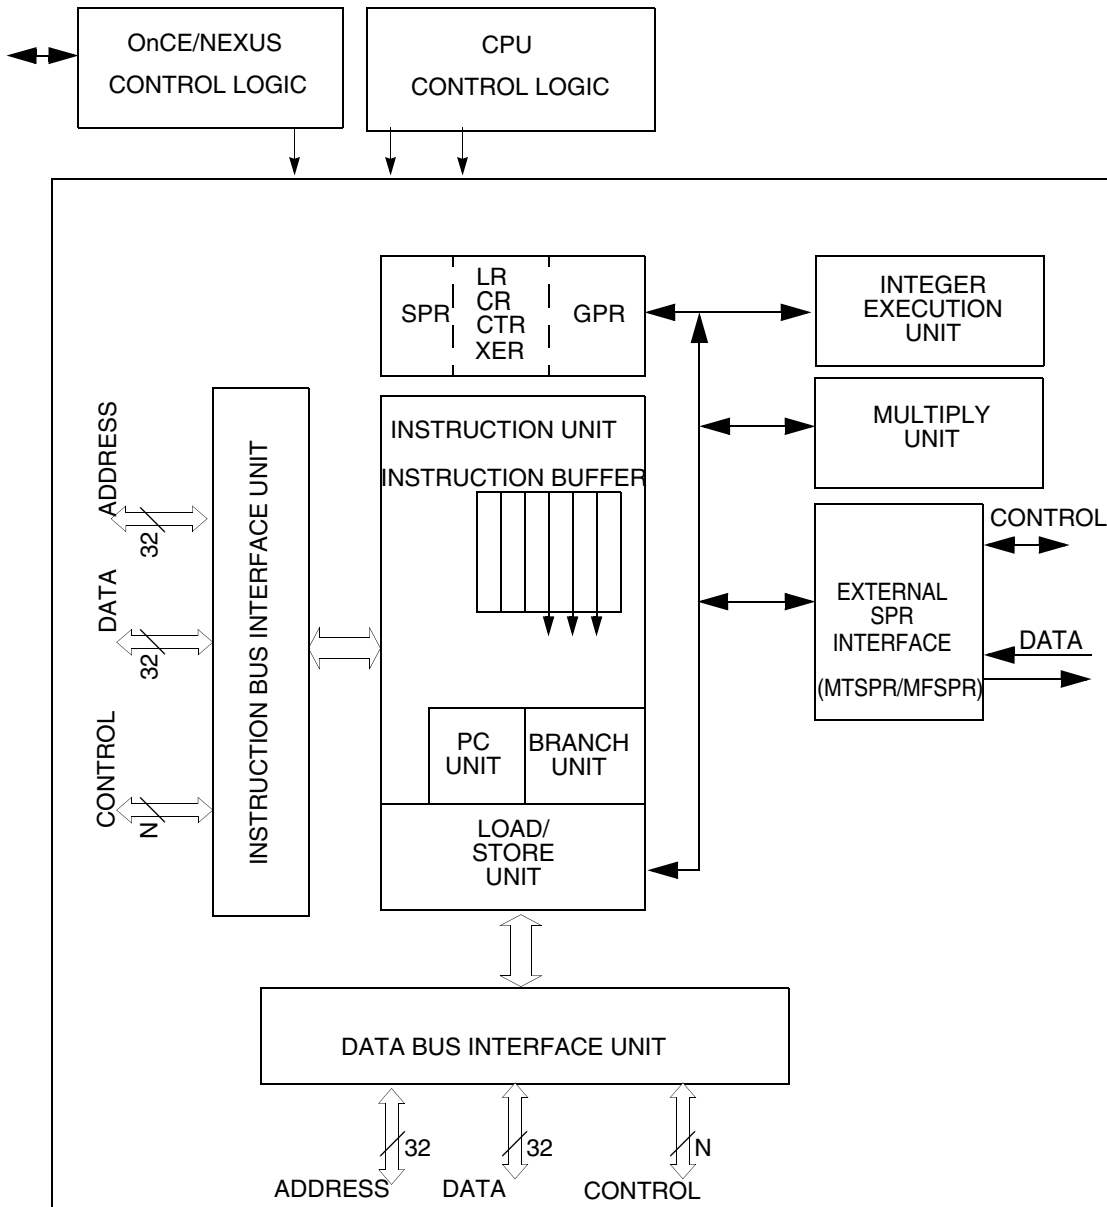 OnCE/NEXUS
CONTROL LOGIC
CPU
CONTROL LOGIC
SPR
LR
CR
CTR
XER
GPR
INTEGER
EXECUTION
UNIT
MULTIPLY
UNIT
INSTRUCTION UNIT
INSTRUCTION BUFFER
ADDRESS
32
DATA
32
CONTROL
N
INSTRUCTION BUS INTERFACE UNIT
CONTROL
EXTERNAL
SPR
INTERFACE
(MTSPR/MFSPR)
DATA
PC
UNIT
BRANCH
UNIT
LOAD/
STORE
UNIT
DATA BUS INTERFACE UNIT
32
32
N
ADDRESS
DATA
CONTROL